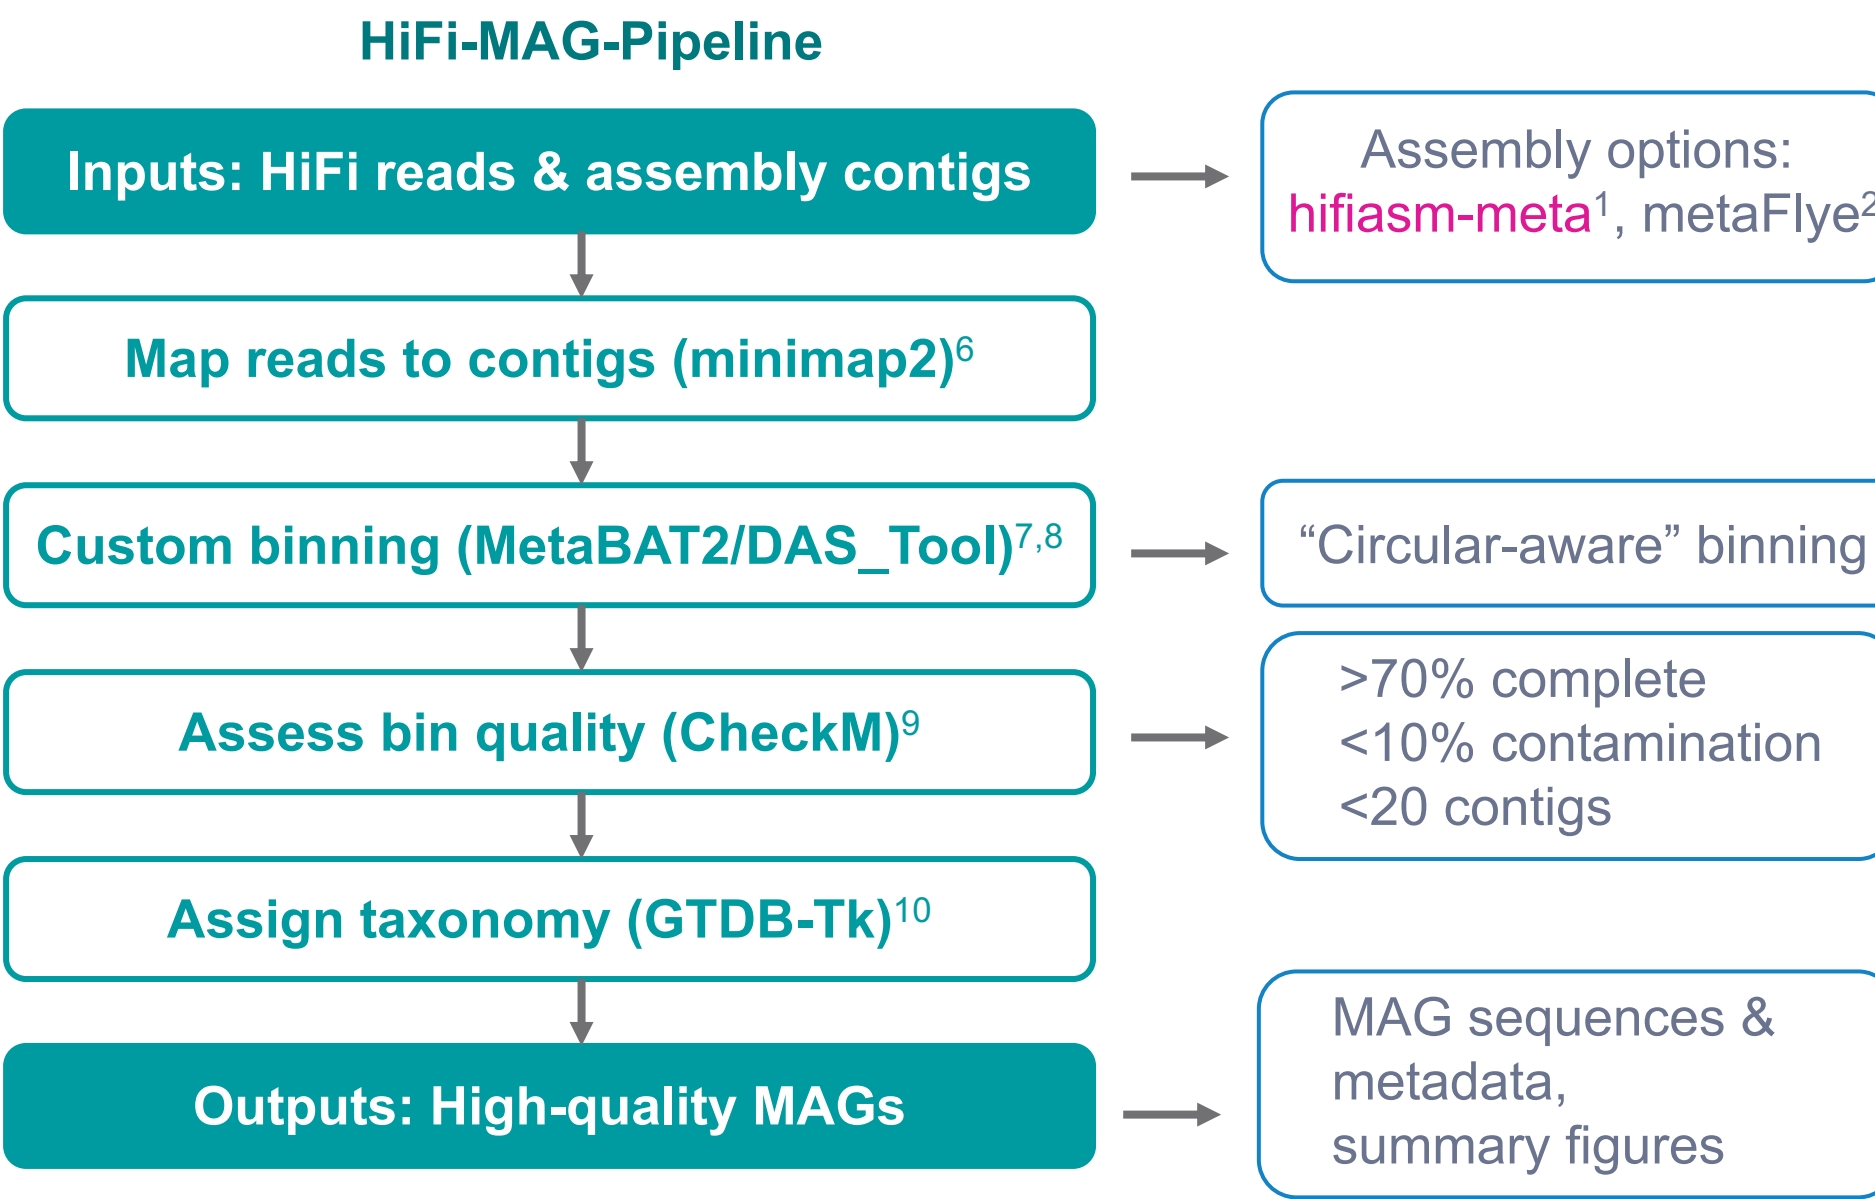 HiFi-MAG-Pipeline
Inputs: HiFi reads & assembly contigs
Assembly options:
hifiasm-meta¹, metaFlye²
Map reads to contigs (minimap2)⁶
Custom binning (MetaBAT2/DAS_Tool)⁷,⁸
“Circular-aware” binning
Assess bin quality (CheckM)⁹
>70% complete
<10% contamination
<20 contigs
Assign taxonomy (GTDB-Tk)¹⁰
Outputs: High-quality MAGs
MAG sequences &
metadata,
summary figures